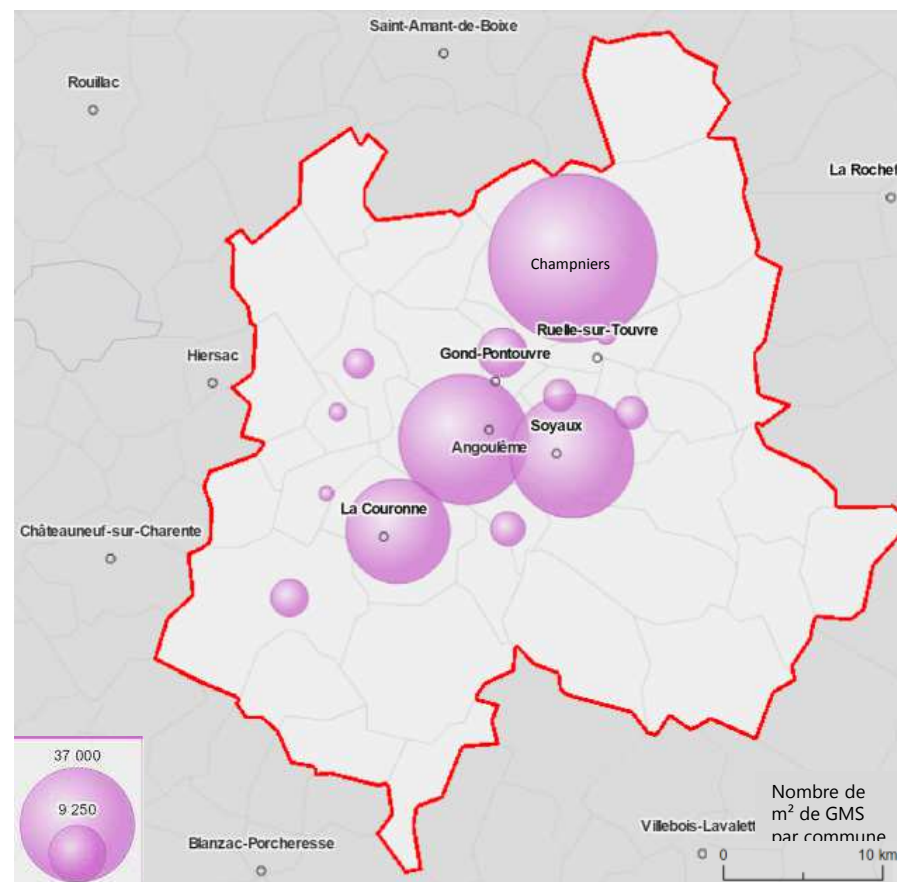 Saint-Amant-de-Boixe
Rouillac
La Rochef
Champniers
Ruelle-sur-Touvre
Gond-Pontouvre
Hiersac
Soyaux
Angoulême
La Couronne
Châteauneuf-sur-Charente
37 000
9 250
Nombre de
m² de GMS
par commune
Villebois-Lavalett
Blanzac-Porcheresse
0
10 km